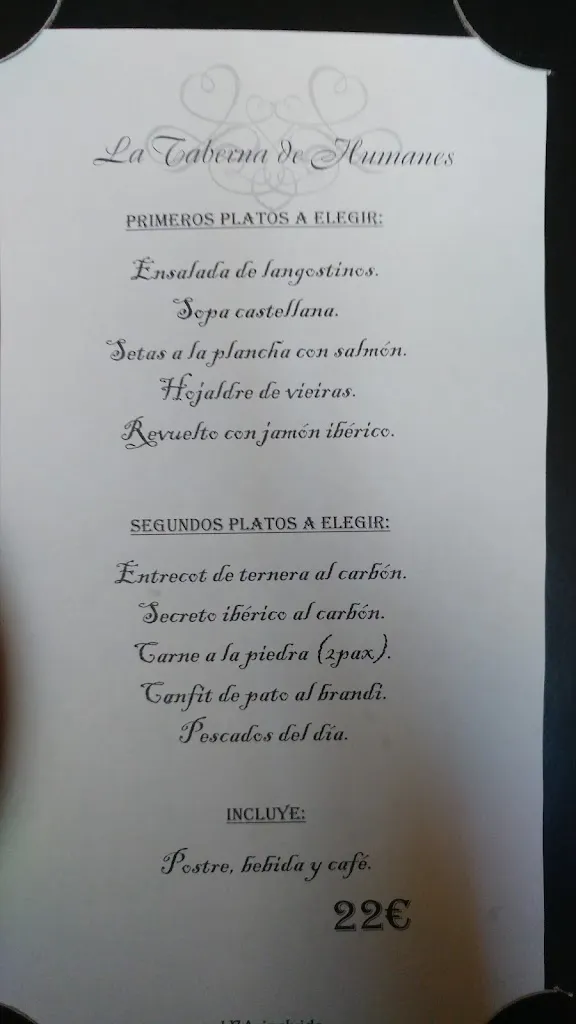 La Taberna de Humanes
PRIMEROS PLATOS A ELEGIR:
Ensalada de langostinos.
Sopa castellana.
Setas a la plancha con salmón.
Hojaldre de vieiras.
Revuelto con jamón ibérico.
SEGUNDOS PLATOS A ELEGIR:
Entrecot de ternera al carbón.
Secreto ibérico al carbón.
Carne a la piedra (2pax).
Canfit de pato al brandi.
Pescados del día.
INCLUYE:
Postre, bebida y café.
22€